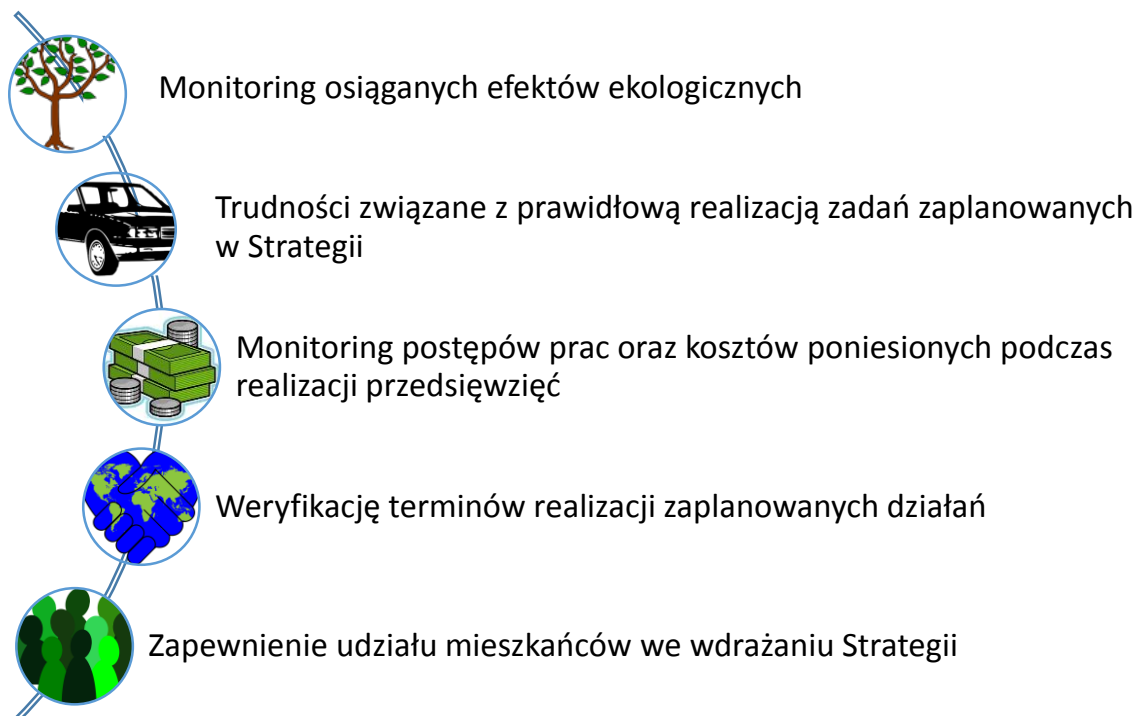 Monitoring osiąganych efektów ekologicznych
Trudności związane z prawidłową realizacją zadań zaplanowanych
w Strategii
Monitoring postępów prac oraz kosztów poniesionych podczas
realizacji przedsięwzięć
Weryfikację terminów realizacji zaplanowanych działań
Zapewnienie udziału mieszkańców we wdrażaniu Strategii